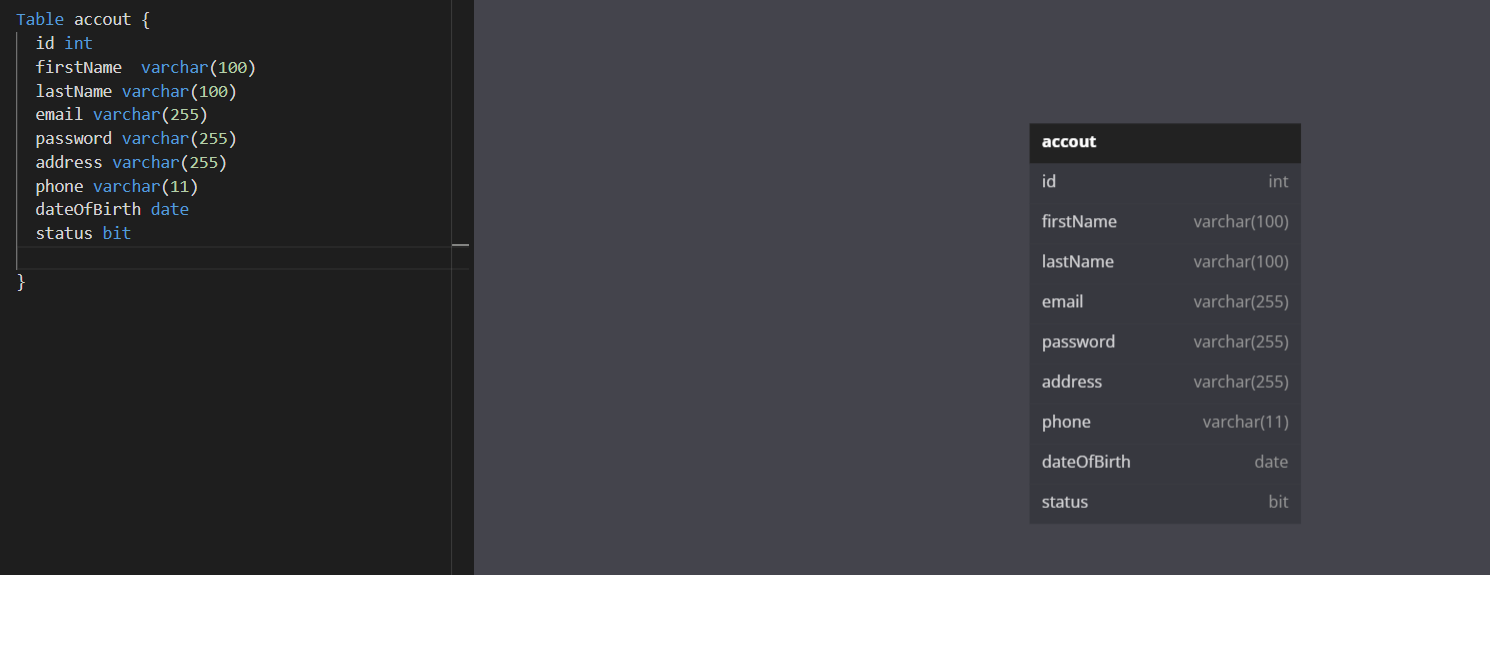 Table accout {
id int
firstName  varchar(100)
lastName varchar(100)
email varchar(255)
password varchar(255)
address varchar(255)
phone varchar(11)
dateOfBirth date
status bit
}
accout
id int
firstName varchar(100)
lastName varchar(100)
email varchar(255)
password varchar(255)
address varchar(255)
phone varchar(11)
dateOfBirth date
status bit